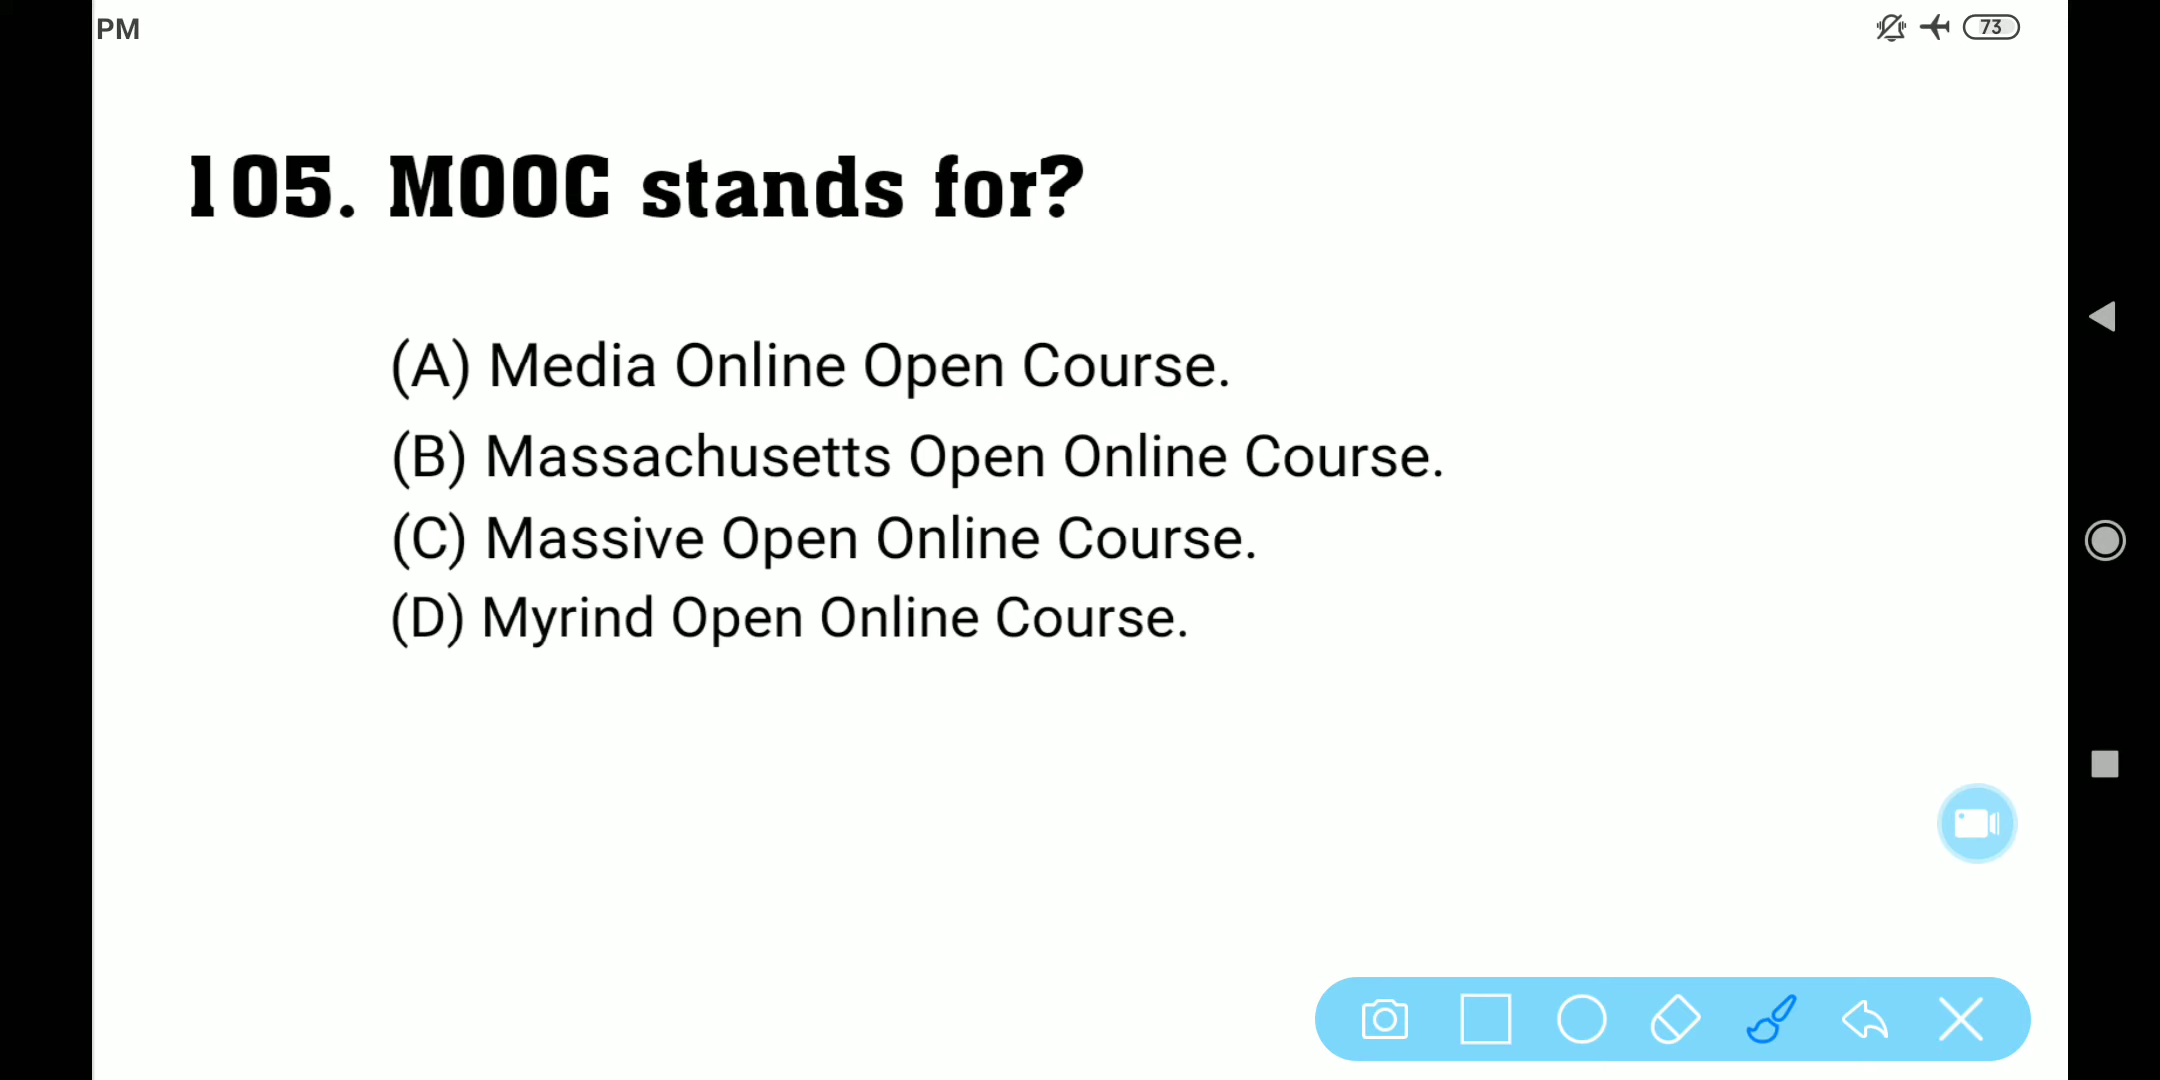 PM
73
105. MOOC stands for?
(A) Media Online Open Course.
(B) Massachusetts Open Online Course.
(C) Massive Open Online Course.
(D) Myrind Open Online Course.